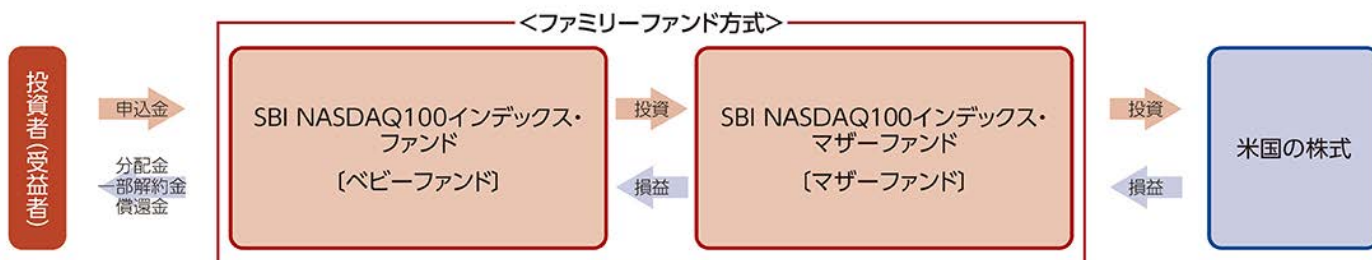 <ファミリーファンド方式>
投資者(受益者)
申込金
分配金
一部解約金
償還金
SBI NASDAQ100インデックス・
ファンド
〔ベビーファンド〕
投資
損益
SBI NASDAQ100インデックス・
マザーファンド
〔マザーファンド〕
投資
損益
米国の株式